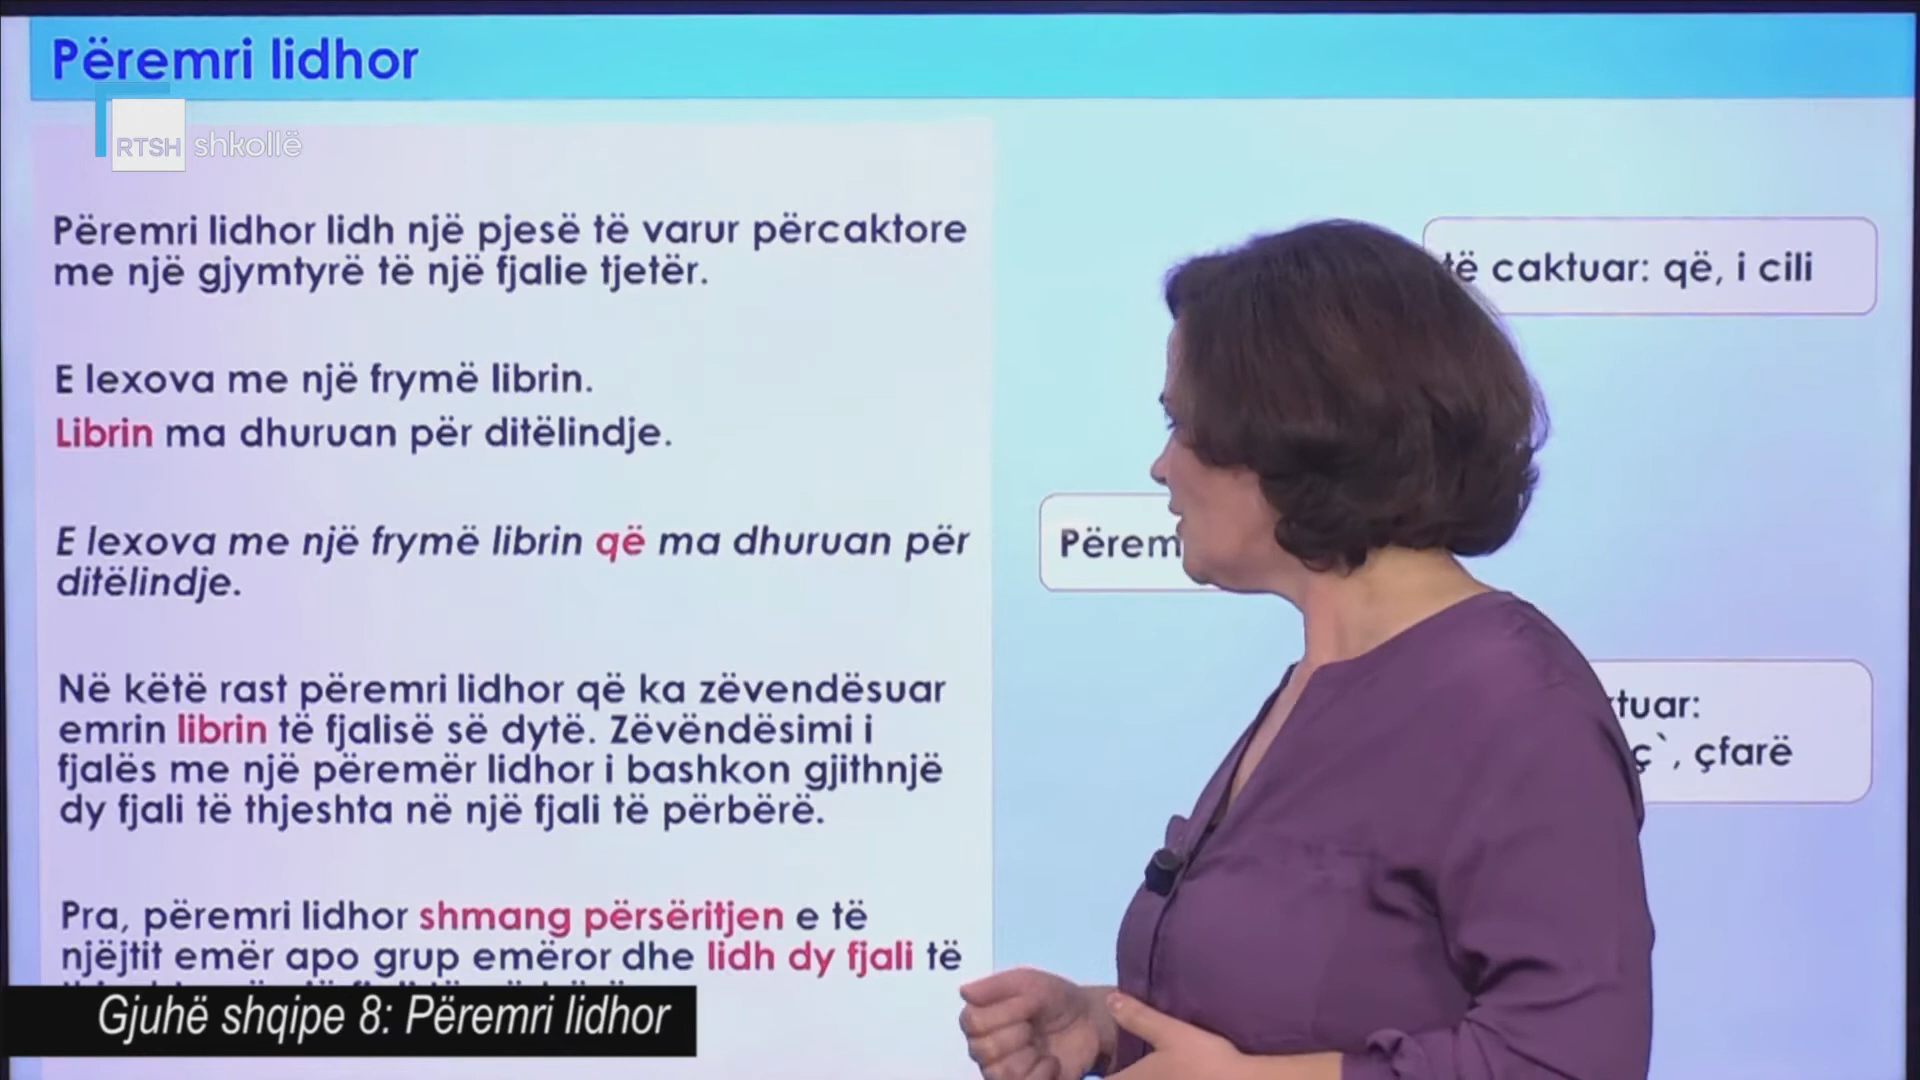 Përemri lidhor
RTSH shkollë
Përemri lidhor lidh një pjesë të varur përcaktore
me një gjymtyrë të një fjalie tjetër.
E lexova me një frymë librin.
Librin ma dhuruan për ditëlindje.
E lexova me një frymë librin që ma dhuruan për
ditëlindje.
Në këtë rast përemri lidhor që ka zëvendësuar
emrin librin të fjalisë së dytë. Zëvëndësimi i
fjalës me një përemër lidhor i bashkon gjithnjë
dy fjali të thjeshta në një fjali të përbërë.
Pra, përemri lidhor shmang përsëritjen e të
njëjtit emër apo grup emëror dhe lidh dy fjali të
të caktuar: që, i cili
Përem
tuar:
ç`, çfarë
Gjuhë shqipe 8: Përemri lidhor